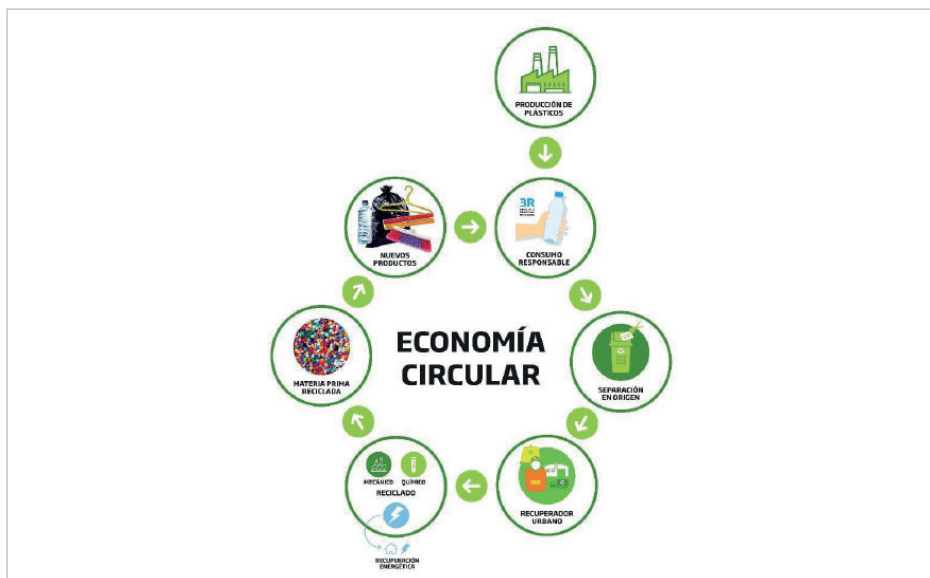 PRODUCCIÓN DE
PLÁSTICOS
3R
CONSUMO
RESPONSABLE
SEPARACIÓN
EN ORIGEN
RECUPERADOR
URBANO
MECÁNICO
QUÍMICO
RECICLADO
RECUPERACIÓN
ENERGÉTICA
MATERIA PRIMA
RECICLADA
NUEVOS
PRODUCTOS
ECONOMÍA
CIRCULAR